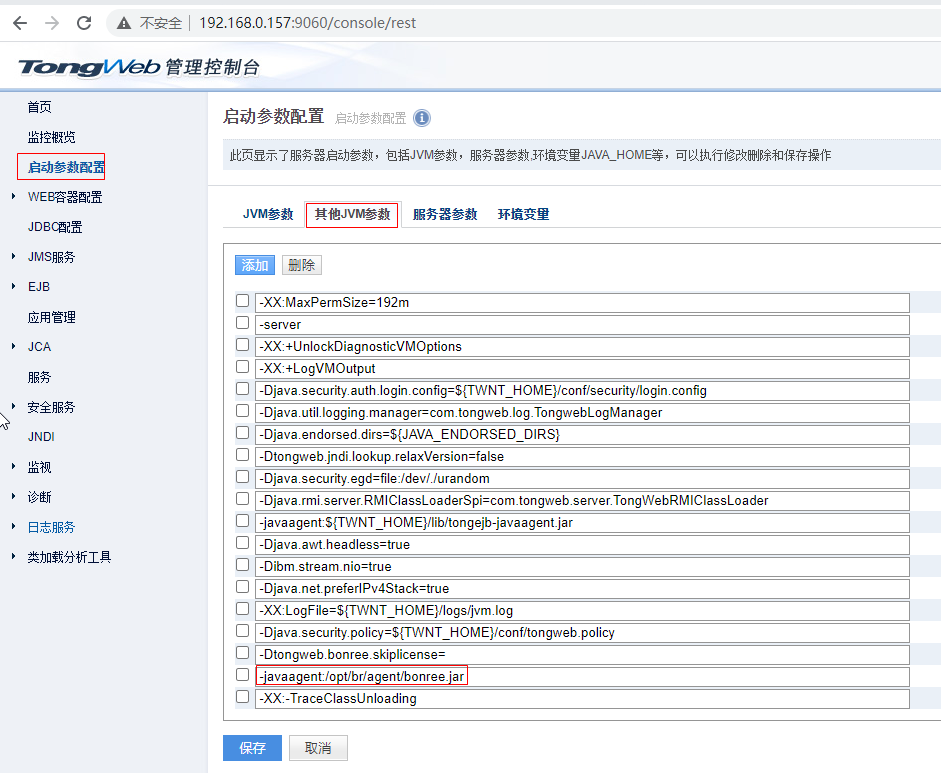 不安全 192.168.0.157:9060/console/rest
TongWeb 管理控制台
首页
监控概览
启动参数配置
WEB容器配置
JDBC配置
JMS服务
EJB
应用管理
JCA
服务
安全服务
JNDI
监视
诊断
日志服务
类加载分析工具
启动参数配置 启动参数配置 i
此页显示了服务器启动参数，包括JVM参数，服务器参数,环境变量JAVA_HOME等，可以执行修改删除和保存操作
JVM参数 其他JVM参数 服务器参数 环境变量
添加 删除
-XX:MaxPermSize=192m
-server
-XX:+UnlockDiagnosticVMOptions
-XX:+LogVMOutput
-Djava.security.auth.login.config=${TWNT_HOME}/conf/security/login.config
-Djava.util.logging.manager=com.tongweb.log.TongwebLogManager
-Djava.endorsed.dirs=${JAVA_ENDORSED_DIRS}
-Dtongweb.jndi.lookup.relaxVersion=false
-Djava.security.egd=file:/dev/./urandom
-Djava.rmi.server.RMIClassLoaderSpi=com.tongweb.server.TongWebRMIClassLoader
-javaagent:${TWNT_HOME}/lib/tongejb-javaagent.jar
-Djava.awt.headless=true
-Dibm.stream.nio=true
-Djava.net.preferIPv4Stack=true
-XX:LogFile=${TWNT_HOME}/logs/jvm.log
-Djava.security.policy=${TWNT_HOME}/conf/tongweb.policy
-Dtongweb.bonree.skiplicense=
-javaagent:/opt/br/agent/bonree.jar
-XX:-TraceClassUnloading
保存 取消